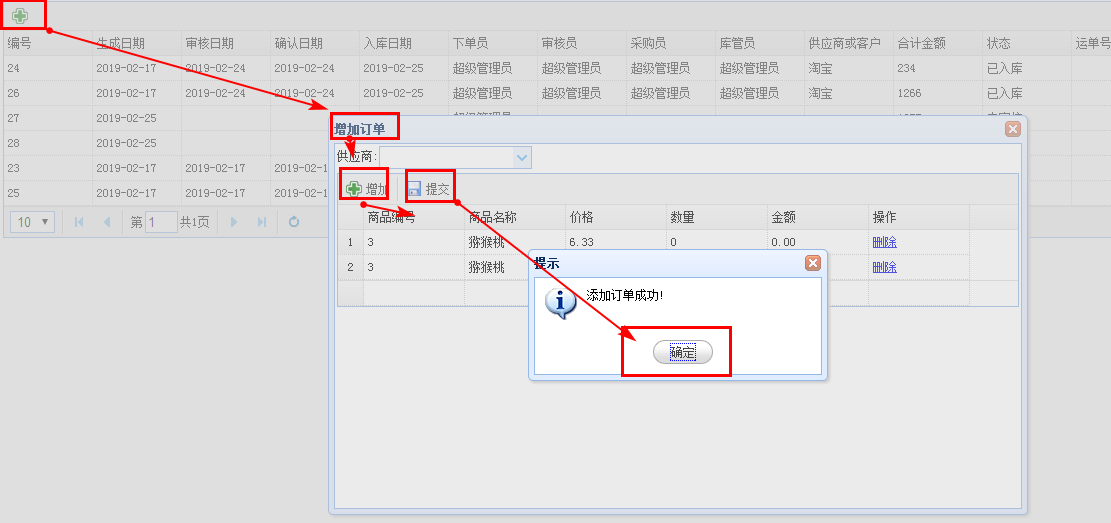 编号 生成日期 审核日期 确认日期 入库日期 下单员 审核员 采购员 库管员 供应商或客户 合计金额 状态 运单号
24 2019-02-17 2019-02-24 2019-02-24 2019-02-25 超级管理员 超级管理员 超级管理员 超级管理员 淘宝 234 已入库
26 2019-02-17 2019-02-24 2019-02-24 2019-02-25 超级管理员 超级管理员 超级管理员 超级管理员 淘宝 1266 已入库
27 2019-02-25
28 2019-02-25
23 2019-02-17 2019-02-17
25 2019-02-17 2019-02-17
10 第 1 共1页
增加订单
供应商:
增加 提交
商品编号 商品名称 价格 数量 金额 操作
1 3 猕猴桃 6.33 0 0.00 删除
2 3 猕猴桃 删除
提示
添加订单成功!
确定